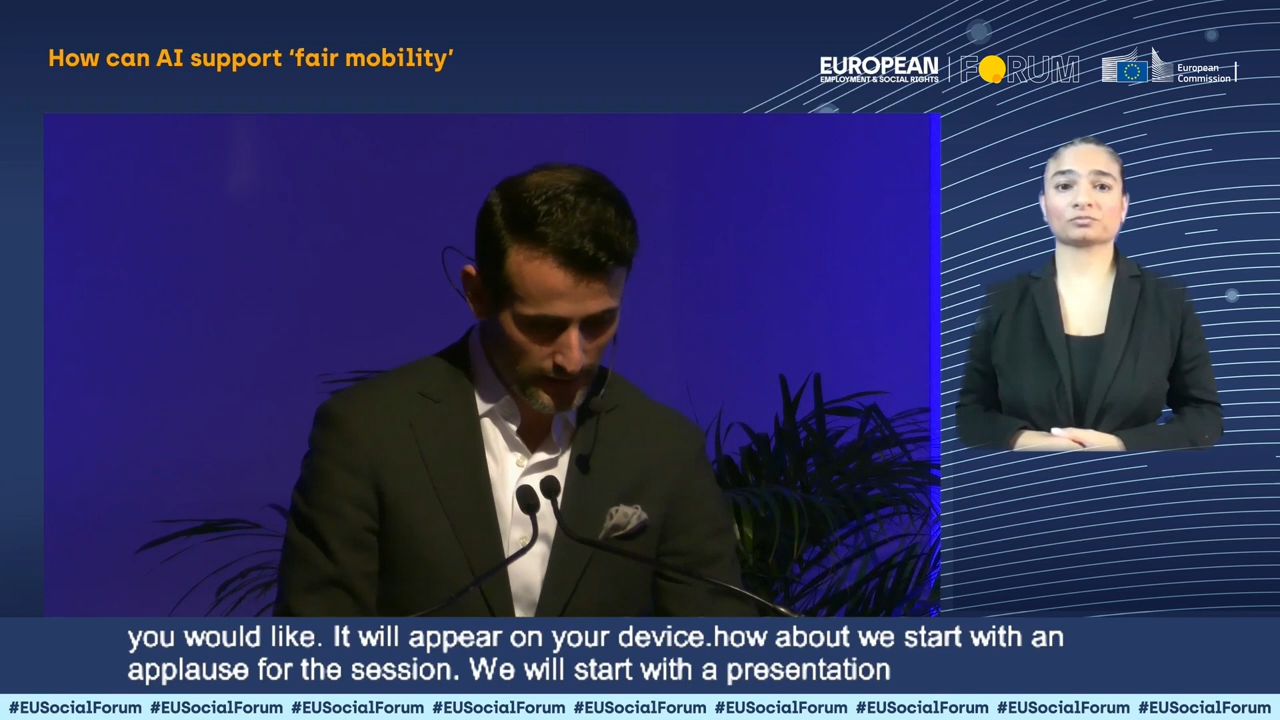 How can AI support ‘fair mobility’
EUROPEAN
EMPLOYMENT & SOCIAL RIGHTS
FORUM
European
Commission
you would like. It will appear on your device.how about we start with an
applause for the session. We will start with a presentation
#EUSocialForum #EUSocialForum #EUSocialForum #EUSocialForum #EUSocialForum #EUSocialForum #EUSocialForum #EUSocialForum #EUSocialForum